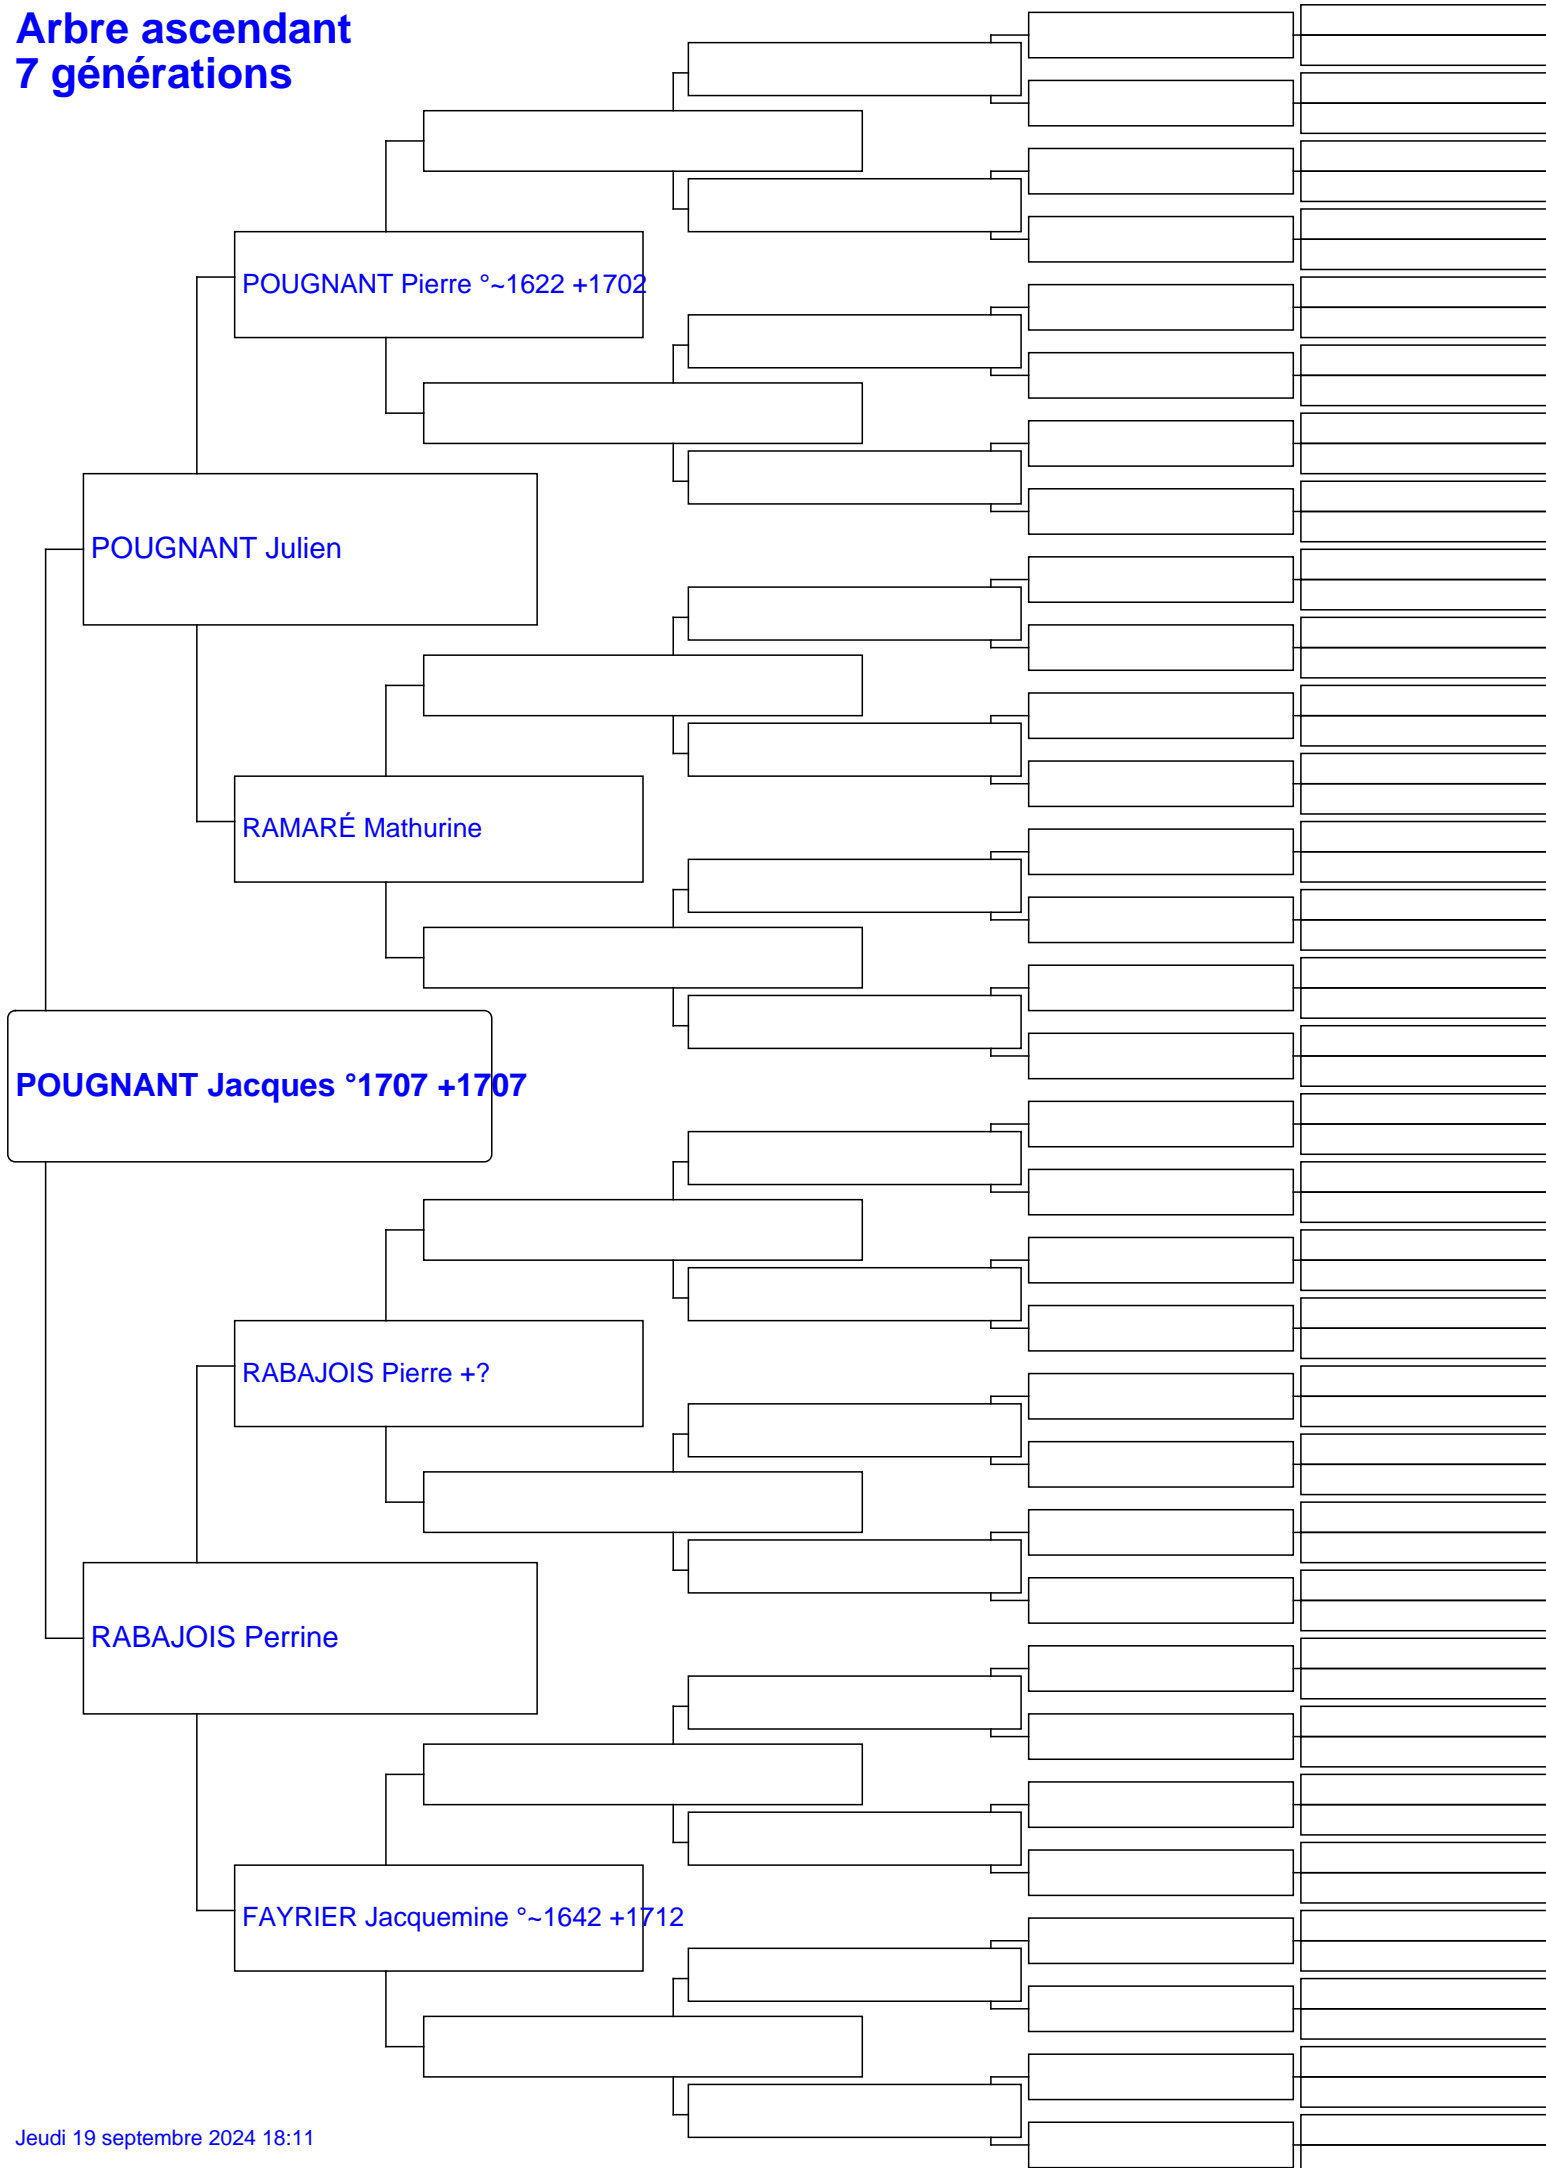 Arbre ascendant
7 générations
POUGNANT Pierre °~1622 +1702
POUGNANT Julien
RAMARÉ Mathurine
POUGNANT Jacques °1707 +1707
RABAJOIS Pierre +?
RABAJOIS Perrine
FAYRIER Jacquemine °~1642 +1712
Jeudi 19 septembre 2024 18:11